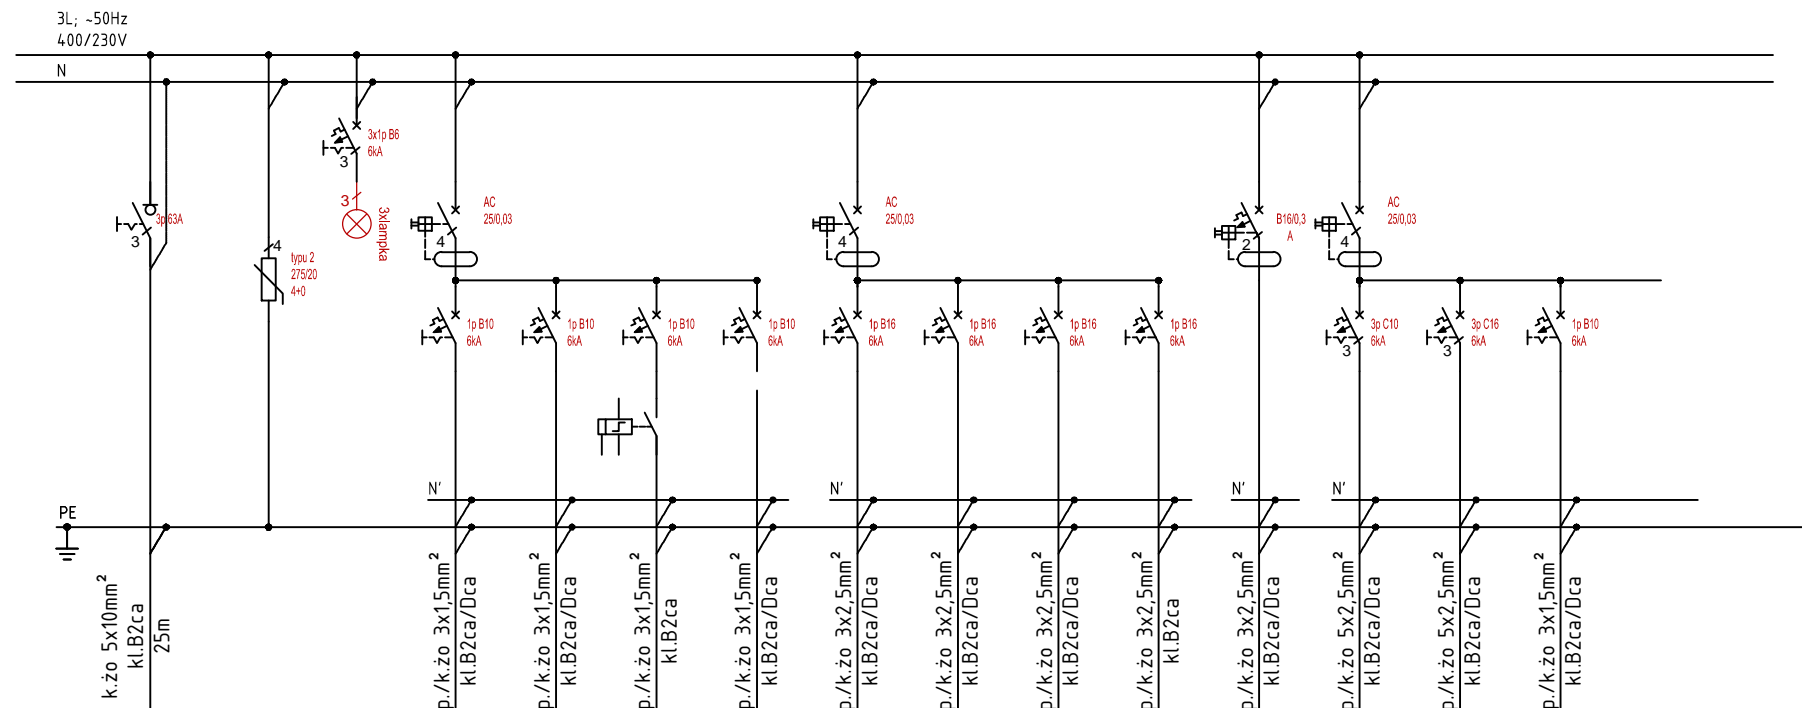 3L; ~50Hz
400/230V
N
3x1p B6
6kA
3
3
3xlampka
3p 63A
3
4
typu 2
275/20
4+0
AC
25/0,03
4
AC
25/0,03
4
B16/0,3
A
2
AC
25/0,03
4
1p B10
6kA
1p B10
6kA
1p B10
6kA
1p B10
6kA
1p B16
6kA
1p B16
6kA
1p B16
6kA
1p B16
6kA
3p C10
6kA
3
3p C16
6kA
3
1p B10
6kA
N'
N'
N'
N'
PE
k.żo 5x10mm²
kl.B2ca
25m
p./k.żo 3x1,5mm²
kl.B2ca/Dca
p./k.żo 3x1,5mm²
kl.B2ca/Dca
p./k.żo 3x1,5mm²
kl.B2ca
p./k.żo 3x1,5mm²
kl.B2ca/Dca
p./k.żo 3x2,5mm²
kl.B2ca/Dca
p./k.żo 3x2,5mm²
kl.B2ca/Dca
p./k.żo 3x2,5mm²
kl.B2ca/Dca
p./k.żo 3x2,5mm²
kl.B2ca
p./k.żo 3x2,5mm²
kl.B2ca/Dca
p./k.żo 5x2,5mm²
kl.B2ca/Dca
p./k.żo 5x2,5mm²
kl.B2ca/Dca
p./k.żo 3x1,5mm²
kl.B2ca/Dca